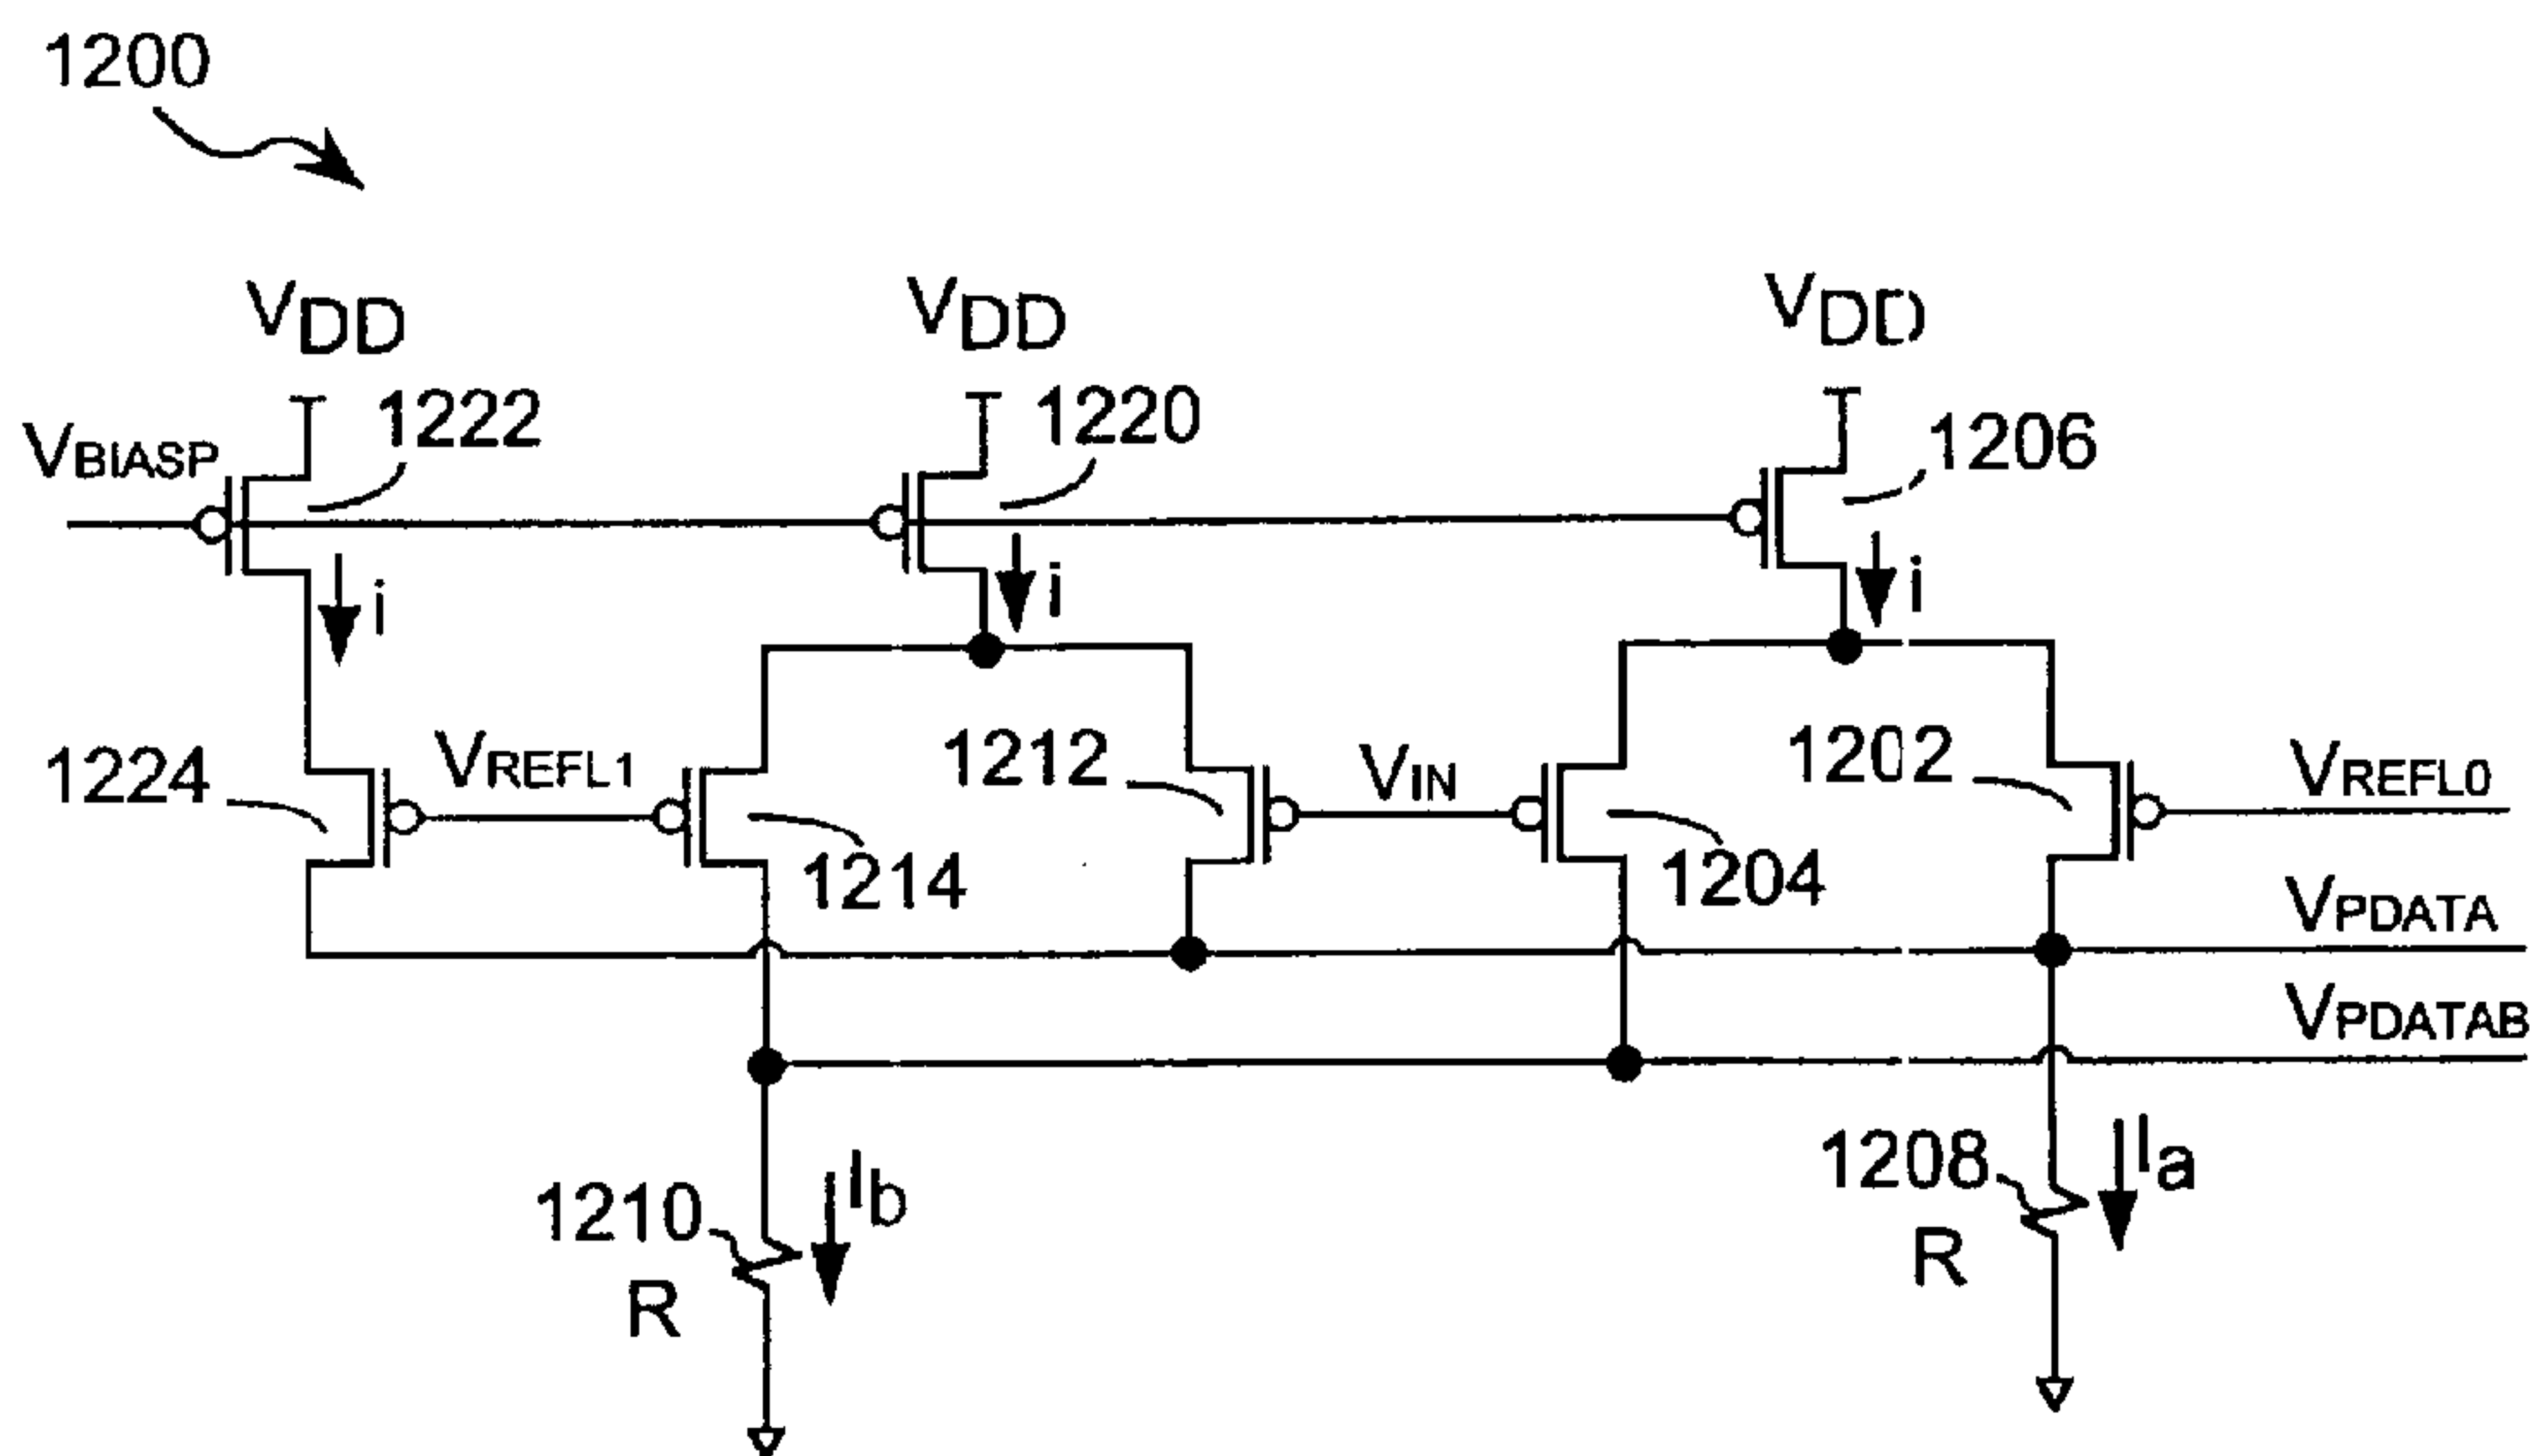 1200
VDD VDD VDD
VBIASP 1222 1220 1206
i i i
1224 VREFL1 1214 1212 VIN 1204 1202 VREFL0
VPDATA
VPDATAB
1210 R Ib 1208 R Ia